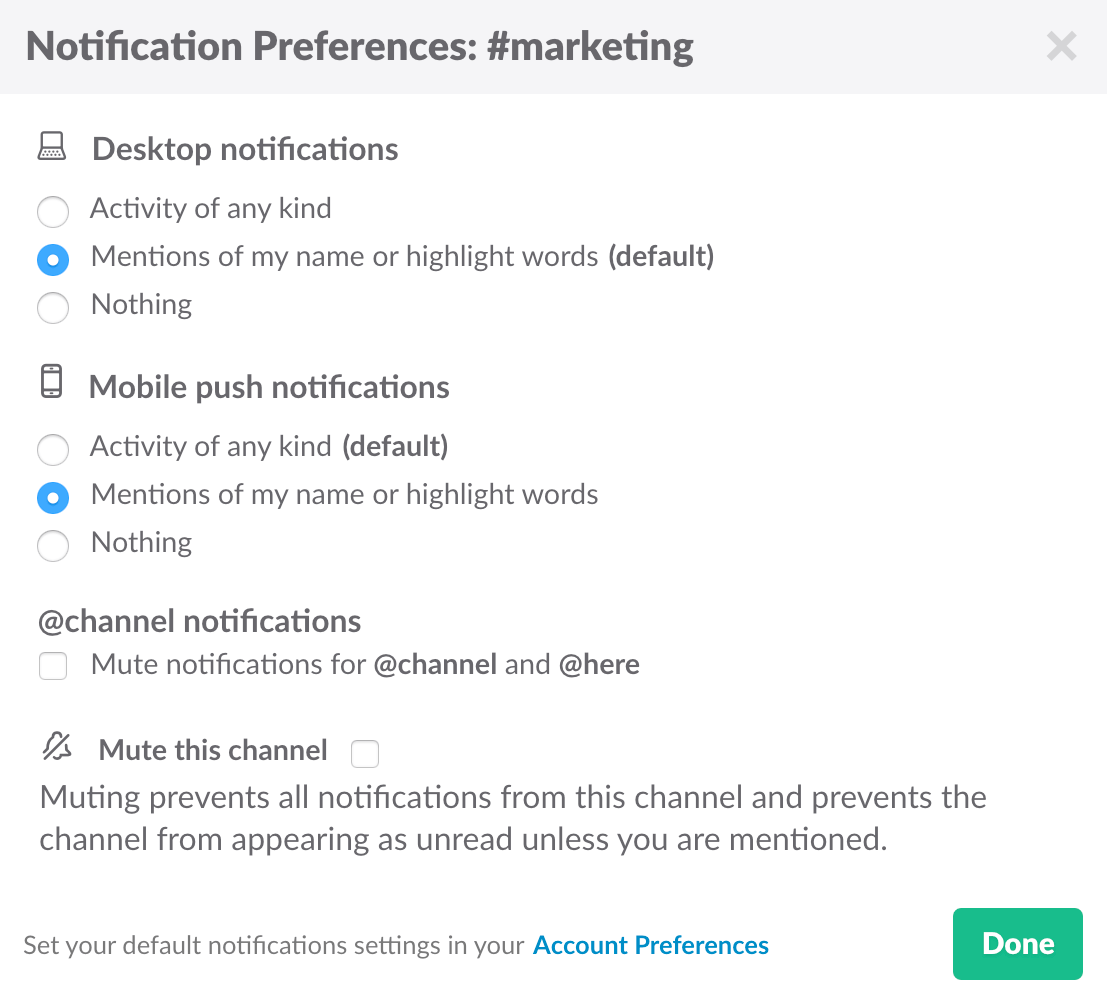 Notification Preferences: #marketing
Desktop notifications
Activity of any kind
Mentions of my name or highlight words (default)
Nothing
Mobile push notifications
Activity of any kind (default)
Mentions of my name or highlight words
Nothing
@channel notifications
Mute notifications for @channel and @here
Mute this channel
Muting prevents all notifications from this channel and prevents the
channel from appearing as unread unless you are mentioned.
Set your default notifications settings in your Account Preferences
Done